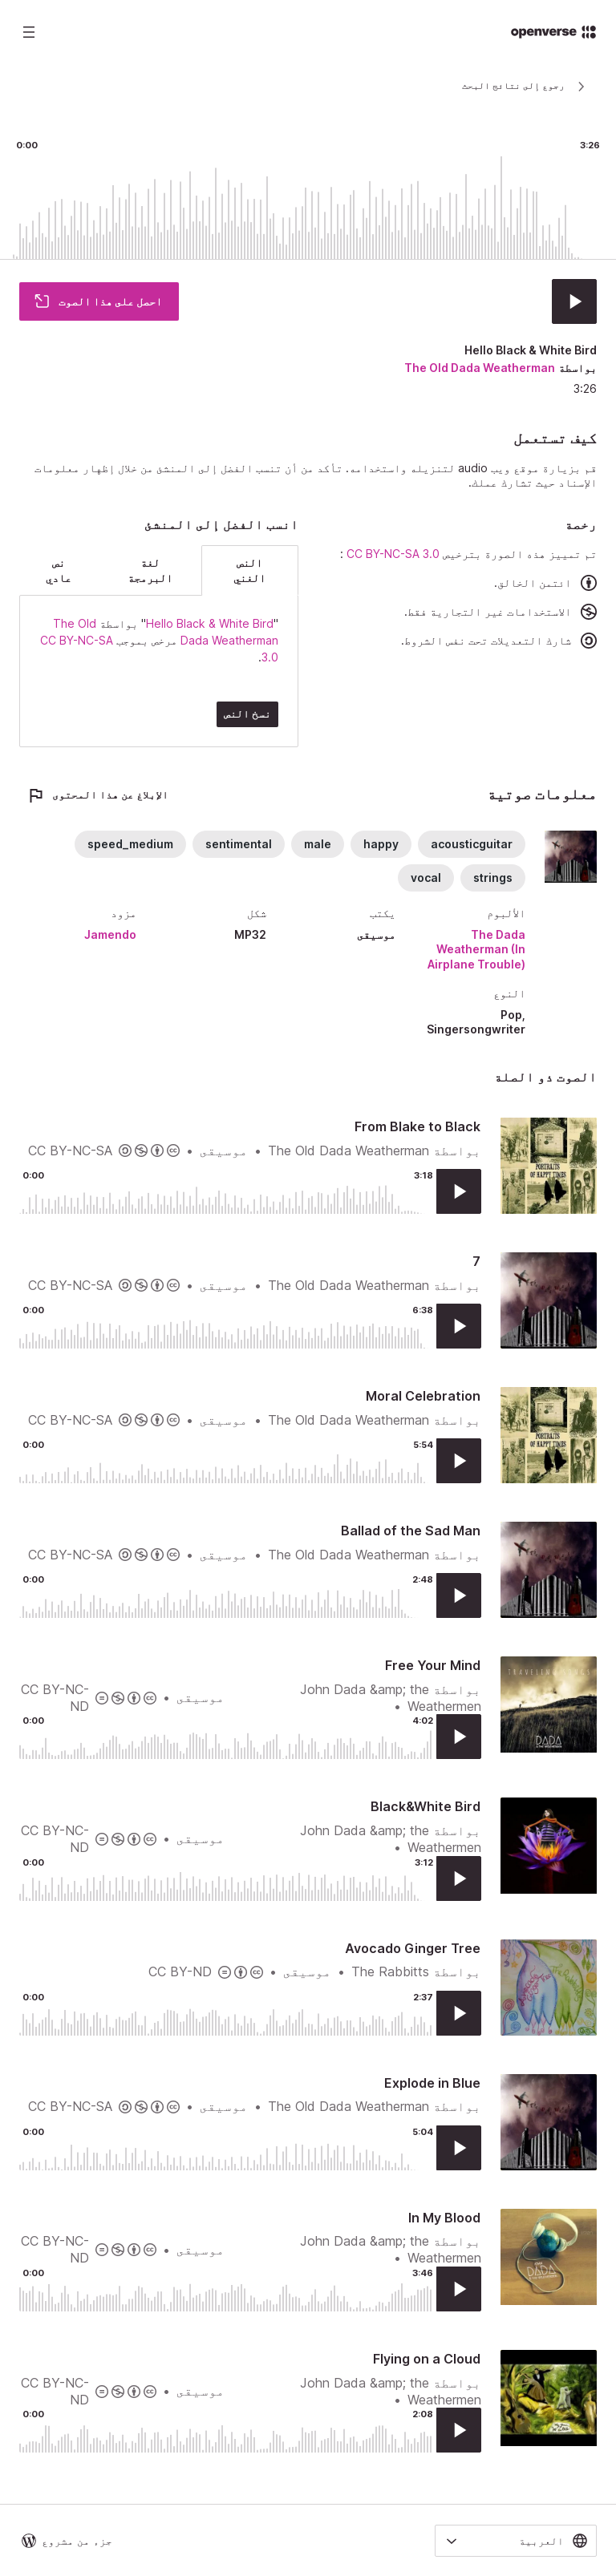 openverse
رجوع إلى نتائج البحث
0:00
3:26
احصل على هذا الصوت
Hello Black & White Bird
بواسطة The Old Dada Weatherman
3:26
كيف تستعمل
قم بزيارة موقع ويب audio لتنزيله واستخدامه. تأكد من أن تنسب الفضل إلى المنشئ من خلال إظهار معلومات
الإسناد حيث تشارك عملك.
رخصة
تم تمييز هذه الصورة بترخيص CC BY-NC-SA 3.0 :
ائتمن الخالق.
الاستخدامات غير التجارية فقط.
شارك التعديلات تحت نفس الشروط.
انسب الفضل إلى المنشئ
النص الغني
لغة البرمجة
نص عادي
"Hello Black & White Bird" بواسطة The Old
Dada Weatherman مرخص بموجب CC BY-NC-SA
3.0.
نسخ النص
معلومات صوتية
الإبلاغ عن هذا المحتوى
acousticguitar
happy
male
sentimental
speed_medium
strings
vocal
الألبوم
The Dada
Weatherman (In
Airplane Trouble)
يكتب
موسيقى
شكل
MP32
مزود
Jamendo
النوع
Pop,
Singersongwriter
الصوت ذو الصلة
From Blake to Black
بواسطة The Old Dada Weatherman • موسيقى • CC BY-NC-SA
0:00
3:18
PORTRAITS
OF HAPPY TUNES
7
بواسطة The Old Dada Weatherman • موسيقى • CC BY-NC-SA
0:00
6:38
Moral Celebration
بواسطة The Old Dada Weatherman • موسيقى • CC BY-NC-SA
0:00
5:54
PORTRAITS
OF HAPPY TUNES
Ballad of the Sad Man
بواسطة The Old Dada Weatherman • موسيقى • CC BY-NC-SA
0:00
2:48
Free Your Mind
بواسطة John Dada &amp; the
Weathermen •
موسيقى •
CC BY-NC-
ND
0:00
4:02
DADA
Black&White Bird
بواسطة John Dada &amp; the
Weathermen •
موسيقى •
CC BY-NC-
ND
0:00
3:12
Avocado Ginger Tree
بواسطة The Rabbitts • موسيقى • CC BY-ND
0:00
2:37
Explode in Blue
بواسطة The Old Dada Weatherman • موسيقى • CC BY-NC-SA
0:00
5:04
In My Blood
بواسطة John Dada &amp; the
Weathermen •
موسيقى •
CC BY-NC-
ND
0:00
3:46
DADA
Flying on a Cloud
بواسطة John Dada &amp; the
Weathermen •
موسيقى •
CC BY-NC-
ND
0:00
2:08
العربية
جزء من مشروع